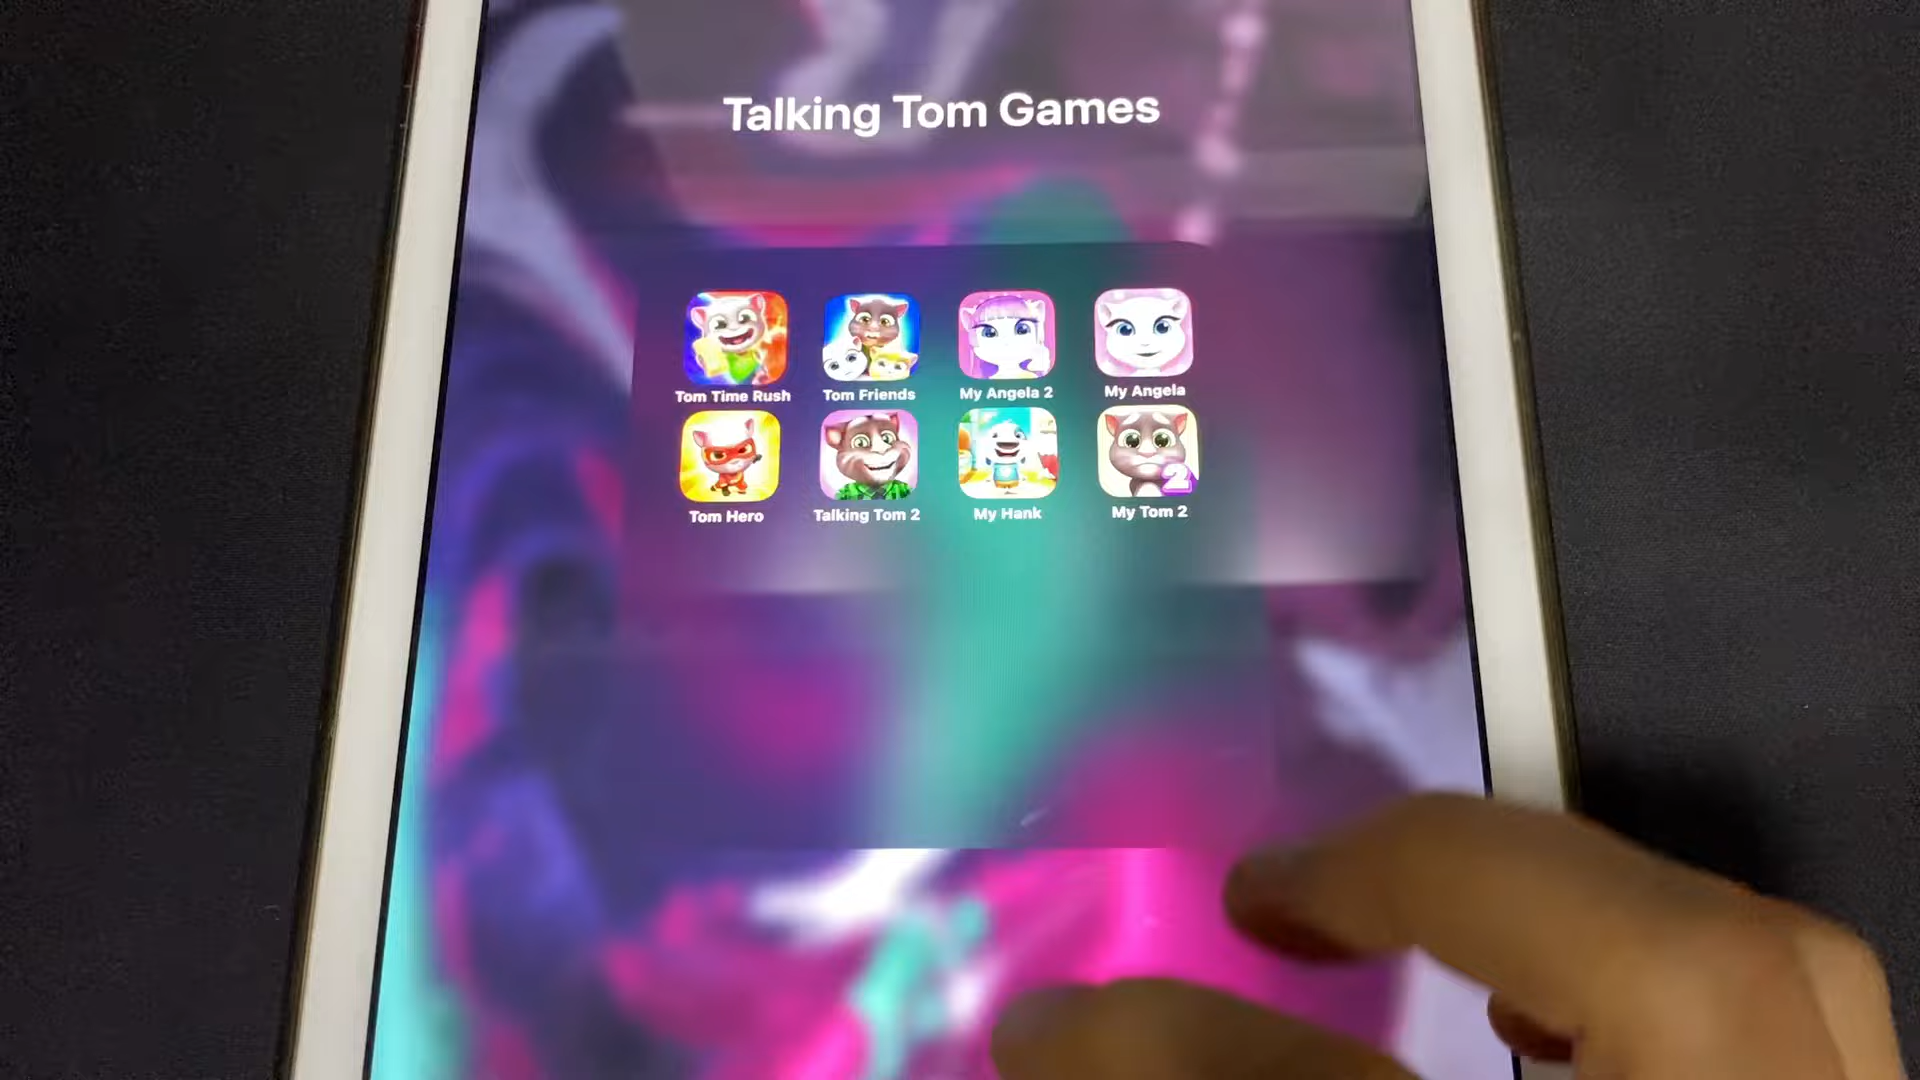 Talking Tom Games
Tom Time Rush
Tom Friends
My Angela 2
My Angela
2
Tom Hero
Talking Tom 2
My Hank
My Tom 2